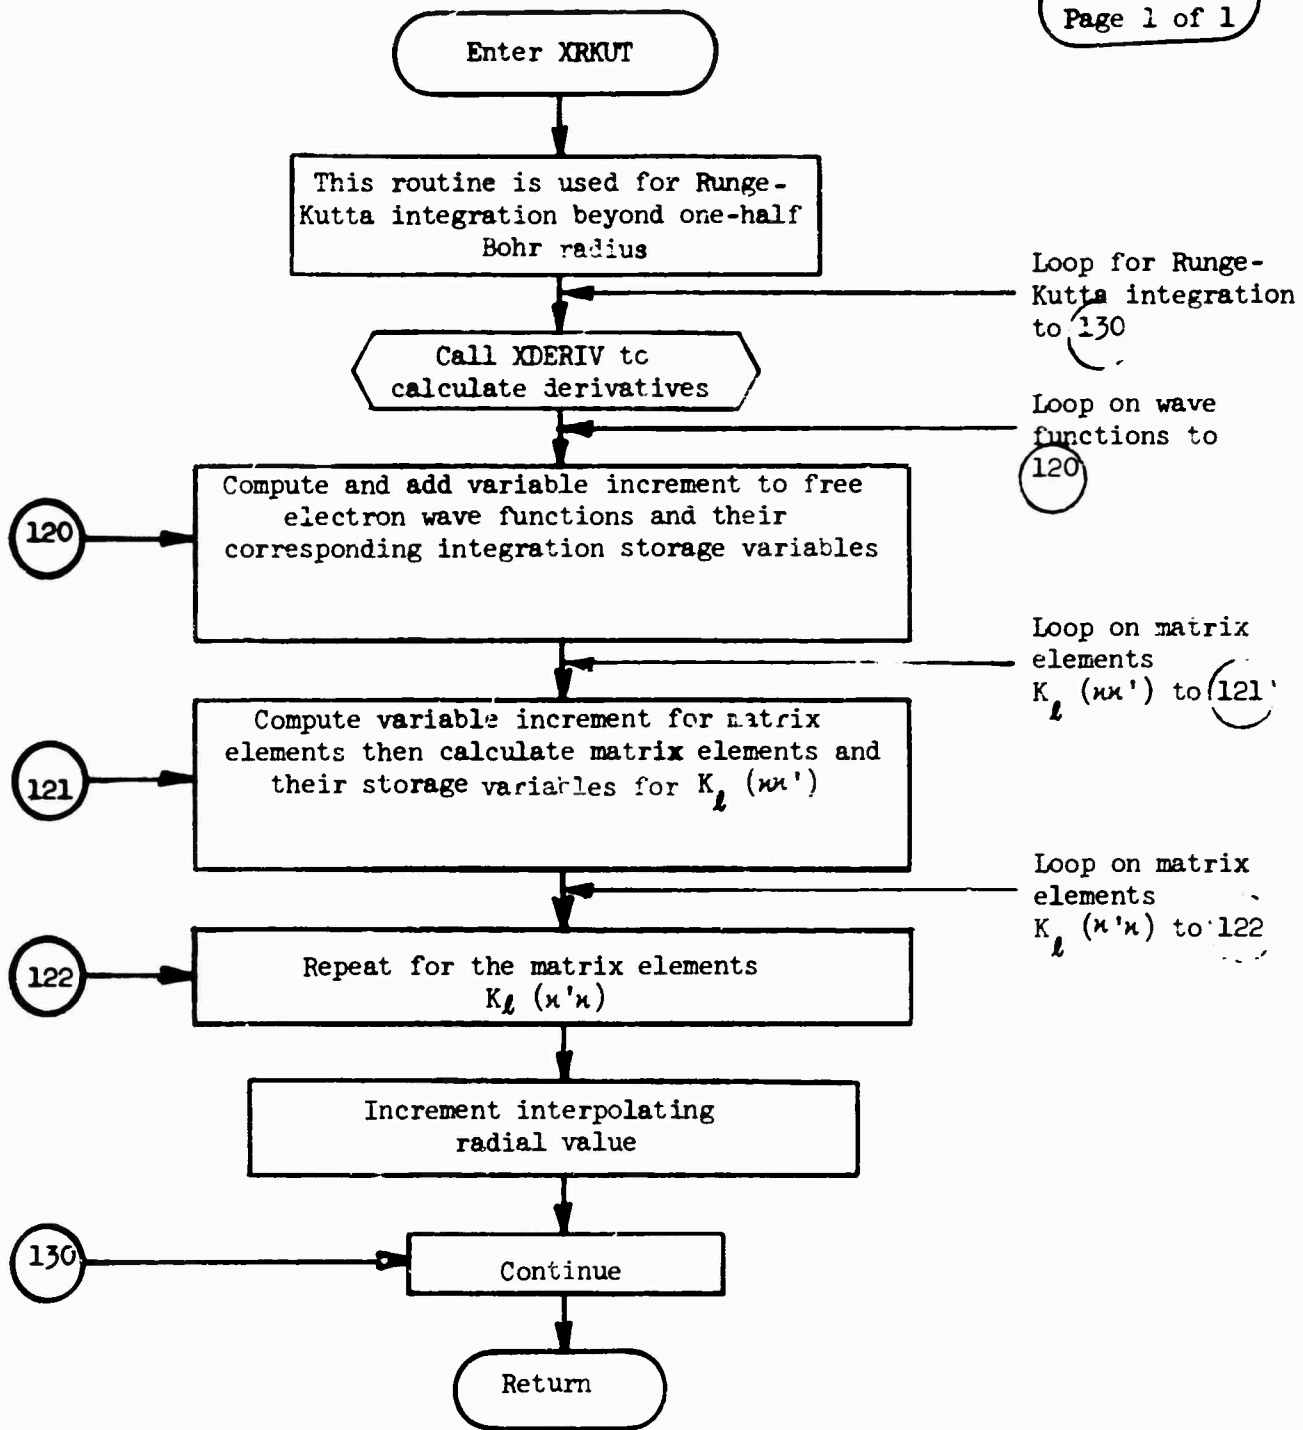 Page 1 of 1
Enter XRKUT
This routine is used for Runge-
Kutta integration beyond one-half
Bohr radius
Loop for Runge-
Kutta integration
to 130
Call XDERIV to
calculate derivatives
Loop on wave
functions to
120
120
Compute and add variable increment to free
electron wave functions and their
corresponding integration storage variables
Loop on matrix
elements
K_ℓ (ϰϰ') to 121
121
Compute variable increment for matrix
elements then calculate matrix elements and
their storage variables for K_ℓ (ϰϰ')
Loop on matrix
elements
K_ℓ (ϰ'ϰ) to 122
122
Repeat for the matrix elements
K_ℓ (ϰ'ϰ)
Increment interpolating
radial value
130
Continue
Return